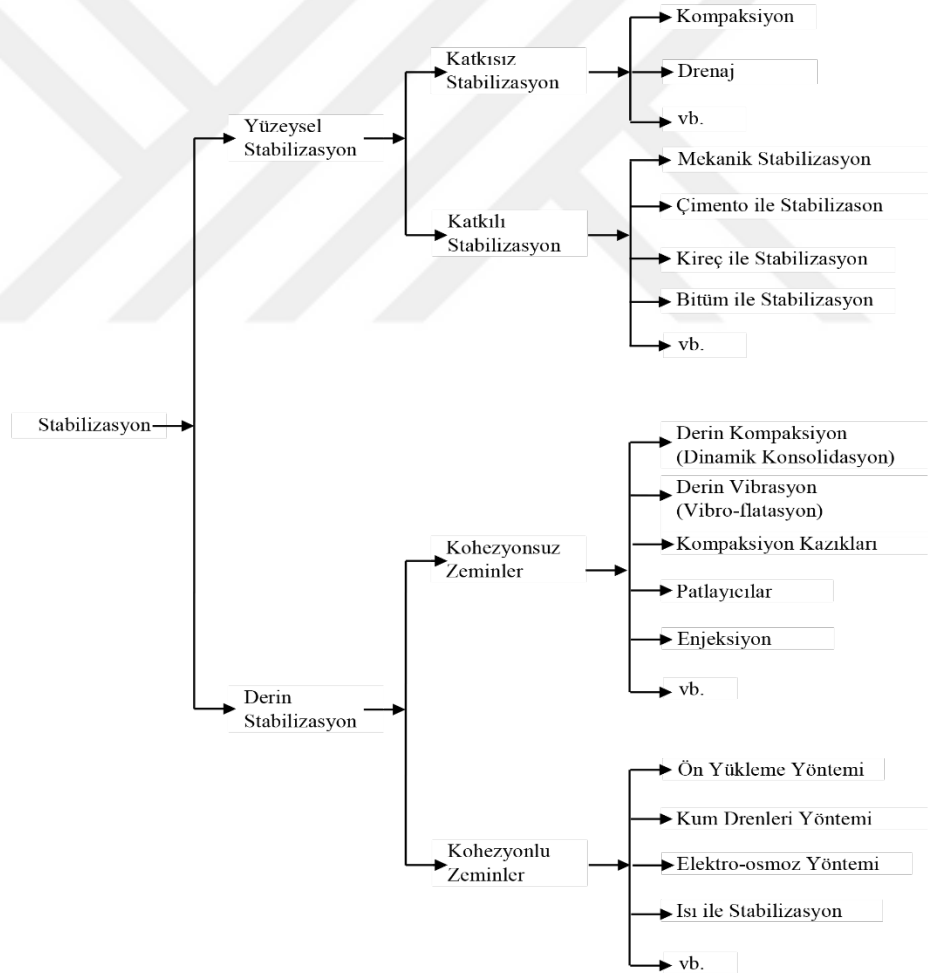 Kompaksiyon
Katkısız
Stabilizasyon
Drenaj
vb.
Yüzeysel
Stabilizasyon
Mekanik Stabilizasyon
Çimento ile Stabilizason
Katkılı
Stabilizasyon
Kireç ile Stabilizasyon
Bitüm ile Stabilizasyon
vb.
Stabilizasyon
Derin Kompaksiyon
(Dinamik Konsolidasyon)
Derin Vibrasyon
(Vibro-flatasyon)
Kohezyonsuz
Zeminler
Kompaksiyon Kazıkları
Patlayıcılar
Enjeksiyon
vb.
Derin
Stabilizasyon
Ön Yükleme Yöntemi
Kum Drenleri Yöntemi
Kohezyonlu
Zeminler
Elektro-osmoz Yöntemi
Isı ile Stabilizasyon
vb.